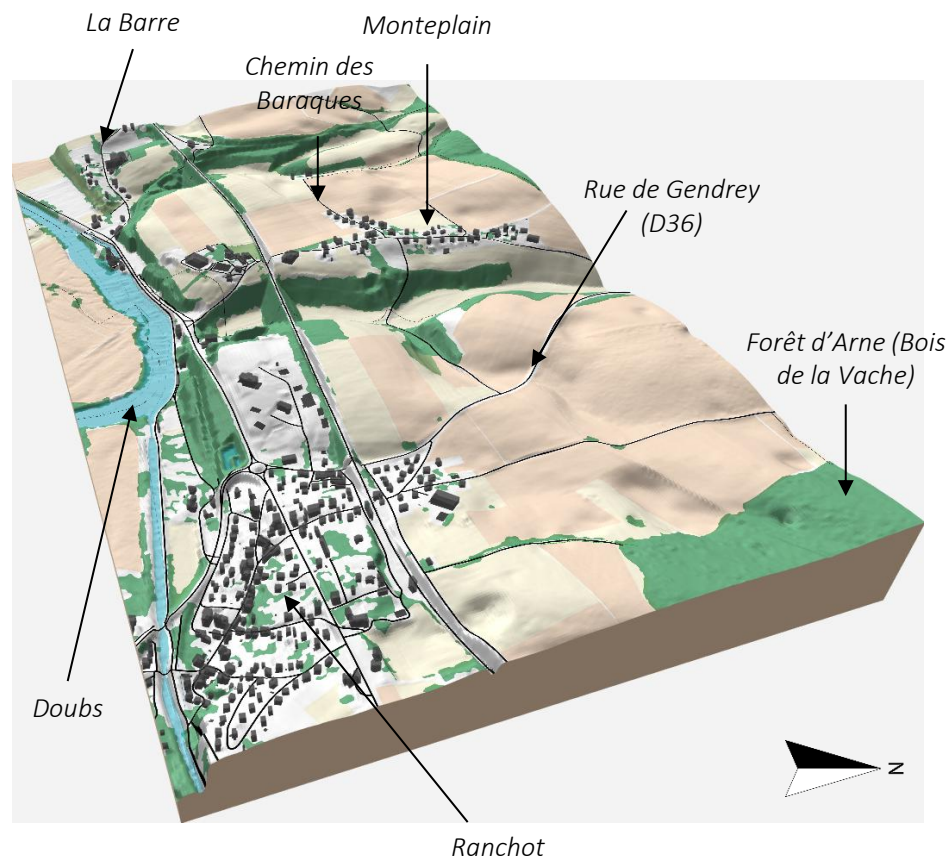 La Barre
Monteplain
Chemin des
Baraques
Rue de Gendrey
(D36)
Forêt d’Arne (Bois
de la Vache)
Doubs
N
Ranchot